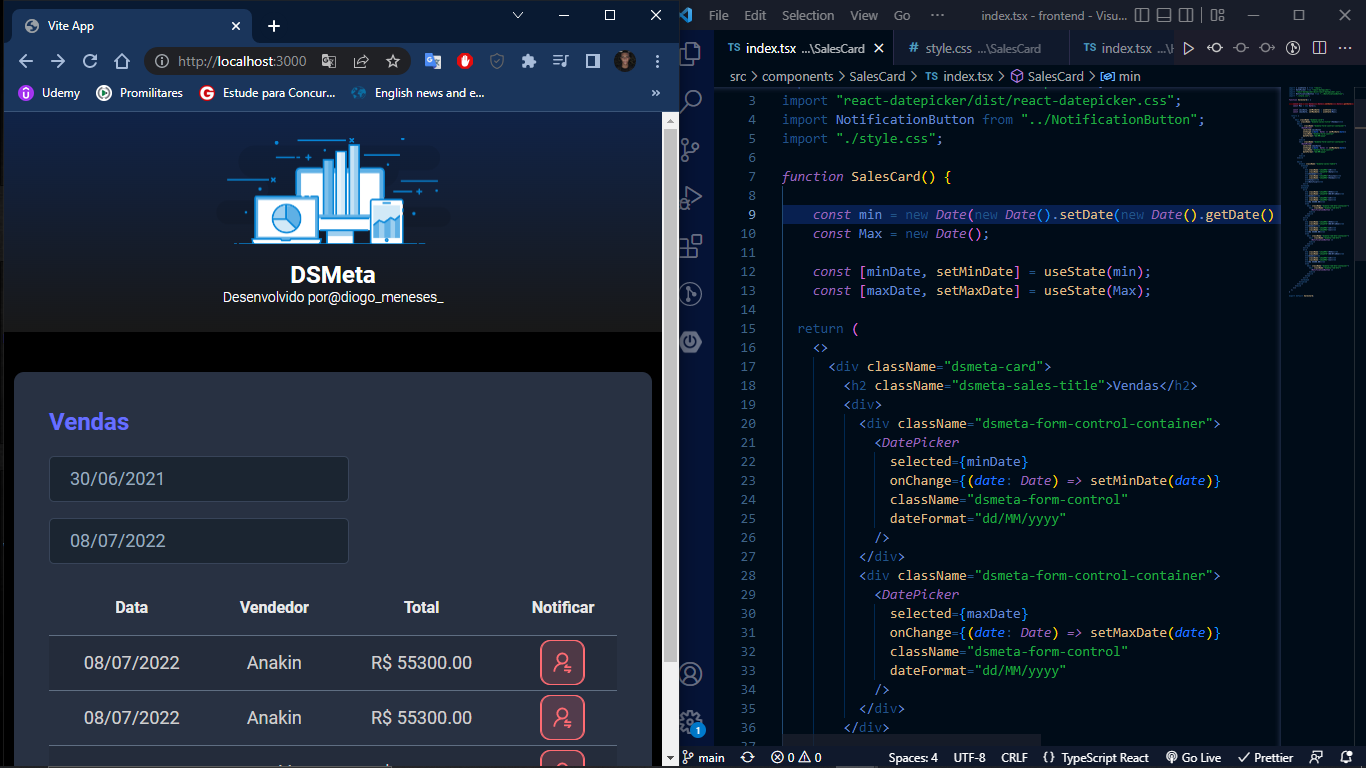 Vite App
http://localhost:3000
Udemy
Promilitares
Estude para Concur...
English news and e...
»
DSMeta
Desenvolvido por@diogo_meneses_
Vendas
30/06/2021
08/07/2022
Data Vendedor Total Notificar
08/07/2022 Anakin R$ 55300.00
08/07/2022 Anakin R$ 55300.00
File Edit Selection View Go ··· index.tsx - frontend - Visu...
TS index.tsx ...\SalesCard
# style.css ...\SalesCard
TS index.tsx ...\H
src > components > SalesCard > TS index.tsx > SalesCard > min
3 import "react-datepicker/dist/react-datepicker.css";
4 import NotificationButton from "../NotificationButton";
5 import "./style.css";
6
7 function SalesCard() {
8
9 const min = new Date(new Date().setDate(new Date().getDate()
10 const Max = new Date();
11
12 const [minDate, setMinDate] = useState(min);
13 const [maxDate, setMaxDate] = useState(Max);
14
15 return (
16 <>
17 <div className="dsmeta-card">
18 <h2 className="dsmeta-sales-title">Vendas</h2>
19 <div>
20 <div className="dsmeta-form-control-container">
21 <DatePicker
22 selected={minDate}
23 onChange={(date: Date) => setMinDate(date)}
24 className="dsmeta-form-control"
25 dateFormat="dd/MM/yyyy"
26 />
27 </div>
28 <div className="dsmeta-form-control-container">
29 <DatePicker
30 selected={maxDate}
31 onChange={(date: Date) => setMaxDate(date)}
32 className="dsmeta-form-control"
33 dateFormat="dd/MM/yyyy"
34 />
35 </div>
36 </div>
37
1
main 0 0 Spaces: 4 UTF-8 CRLF {} TypeScript React Go Live Prettier